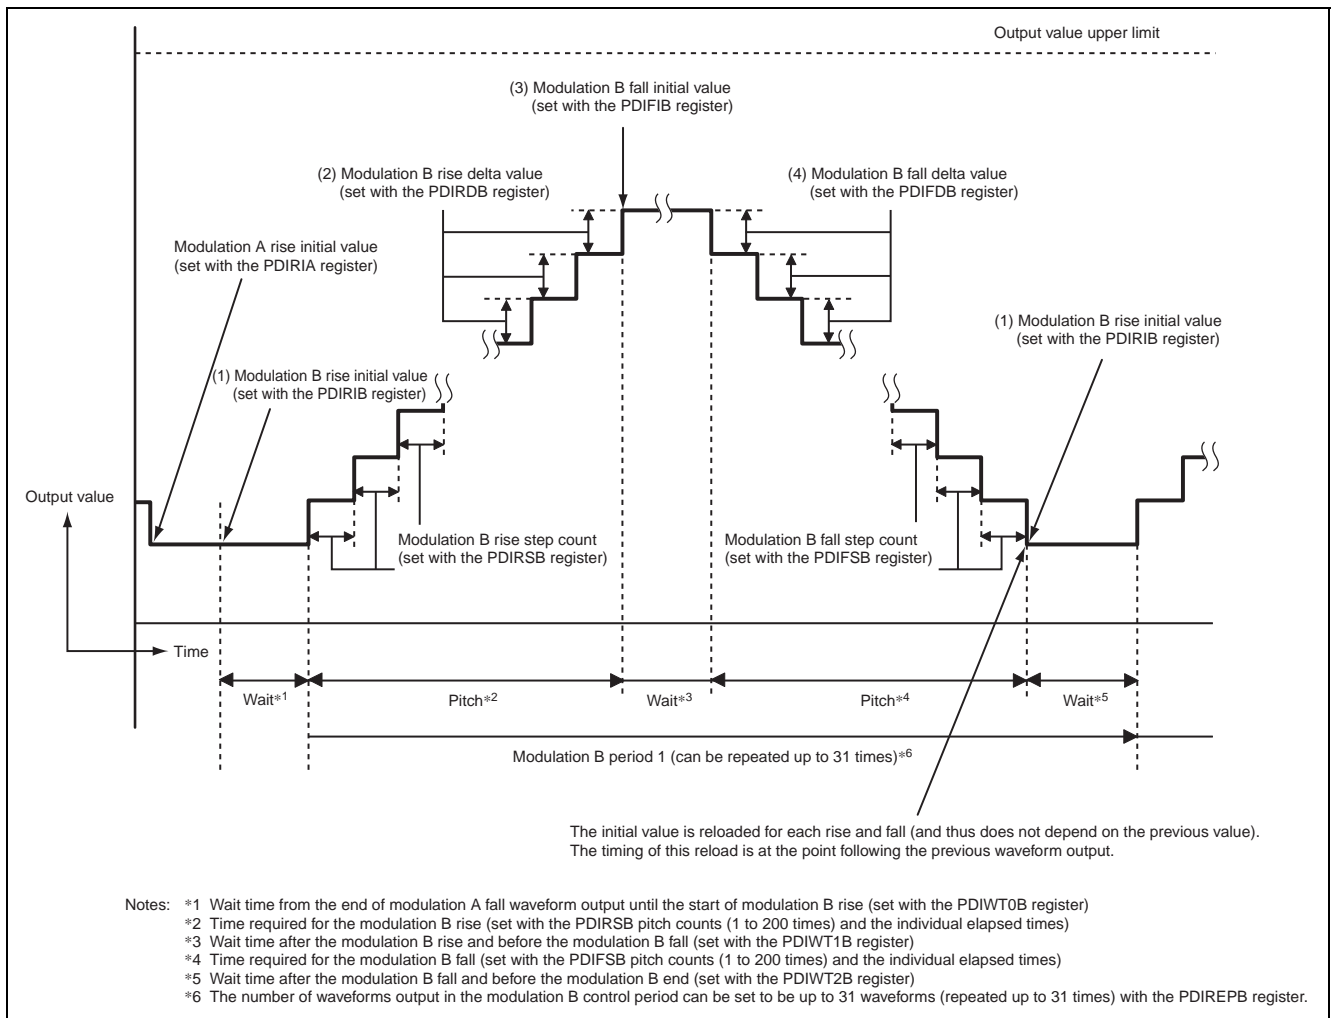 Output value upper limit
(3) Modulation B fall initial value
(set with the PDIFIB register)
(2) Modulation B rise delta value
(set with the PDIRDB register)
(4) Modulation B fall delta value
(set with the PDIFDB register)
Modulation A rise initial value
(set with the PDIRIA register)
(1) Modulation B rise initial value
(set with the PDIRIB register)
(1) Modulation B rise initial value
(set with the PDIRIB register)
Output value
Modulation B rise step count
(set with the PDIRSB register)
Modulation B fall step count
(set with the PDIFSB register)
Time
Wait*1
Pitch*2
Wait*3
Pitch*4
Wait*5
Modulation B period 1 (can be repeated up to 31 times)*6
The initial value is reloaded for each rise and fall (and thus does not depend on the previous value).
The timing of this reload is at the point following the previous waveform output.
Notes: *1 Wait time from the end of modulation A fall waveform output until the start of modulation B rise (set with the PDIWT0B register)
*2 Time required for the modulation B rise (set with the PDIRSB pitch counts (1 to 200 times) and the individual elapsed times)
*3 Wait time after the modulation B rise and before the modulation B fall (set with the PDIWT1B register)
*4 Time required for the modulation B fall (set with the PDIFSB pitch counts (1 to 200 times) and the individual elapsed times)
*5 Wait time after the modulation B fall and before the modulation B end (set with the PDIWT2B register)
*6 The number of waveforms output in the modulation B control period can be set to be up to 31 waveforms (repeated up to 31 times) with the PDIREPB register.